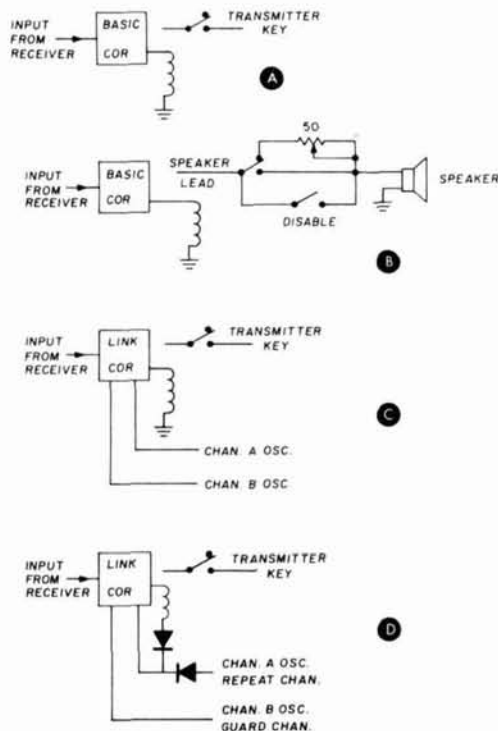 INPUT
FROM
RECEIVER
BASIC
COR
TRANSMITTER
KEY
A
INPUT
FROM
RECEIVER
BASIC
COR
SPEAKER
LEAD
50
DISABLE
SPEAKER
B
INPUT
FROM
RECEIVER
LINK
COR
TRANSMITTER
KEY
C
CHAN. A OSC.
CHAN. B OSC
INPUT
FROM
RECEIVER
LINK
COR
TRANSMITTER
KEY
D
CHAN. A OSC.
REPEAT CHAN.
CHAN. B OSC.
GUARD CHAN.